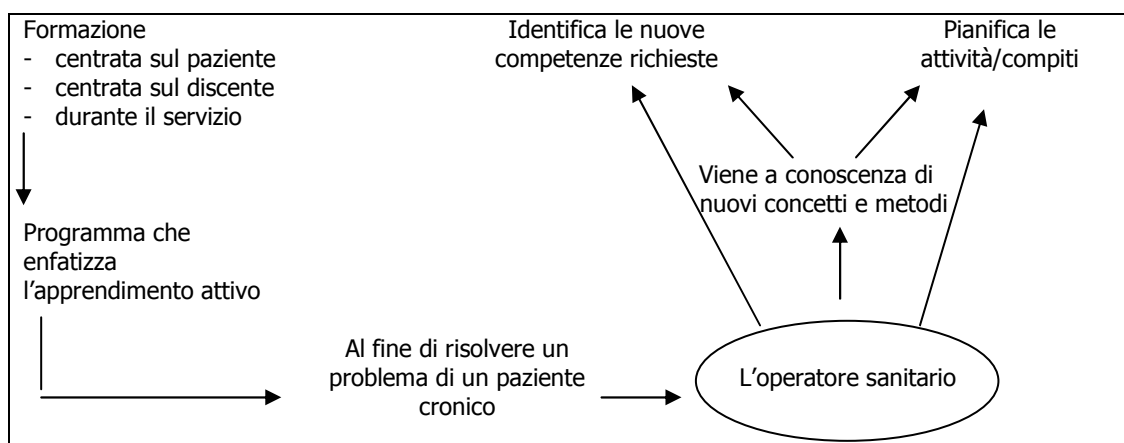 Formazione
- centrata sul paziente
- centrata sul discente
- durante il servizio
Identifica le nuove
competenze richieste
Pianifica le
attività/compiti
Viene a conoscenza di
nuovi concetti e metodi
Programma che
enfatizza
l'apprendimento attivo
Al fine di risolvere un
problema di un paziente
cronico
L'operatore sanitario